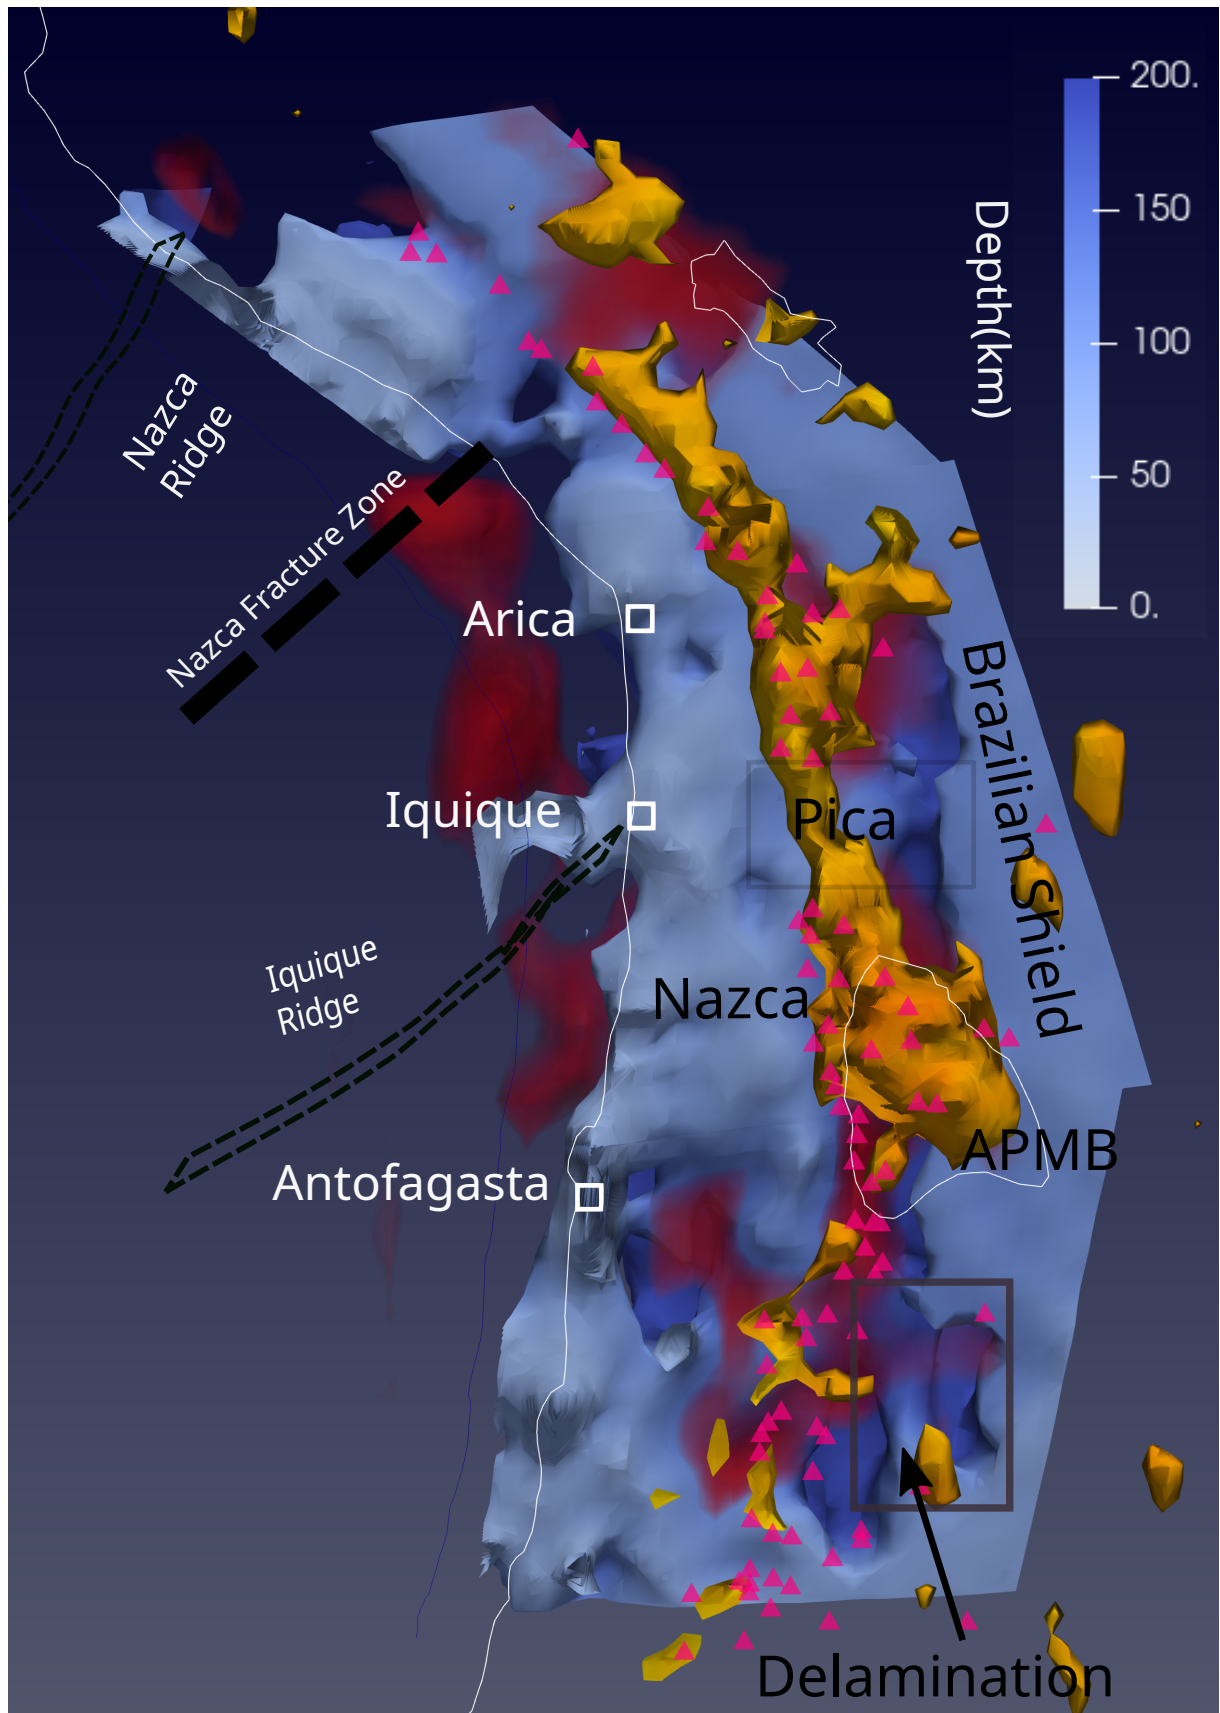 200.
150
100
50
0.
Depth(km)
Nazca
Ridge
Nazca Fracture Zone
Arica
Iquique
Pica
Brazilian Shield
Iquique
Ridge
Nazca
APMB
Antofagasta
Delamination